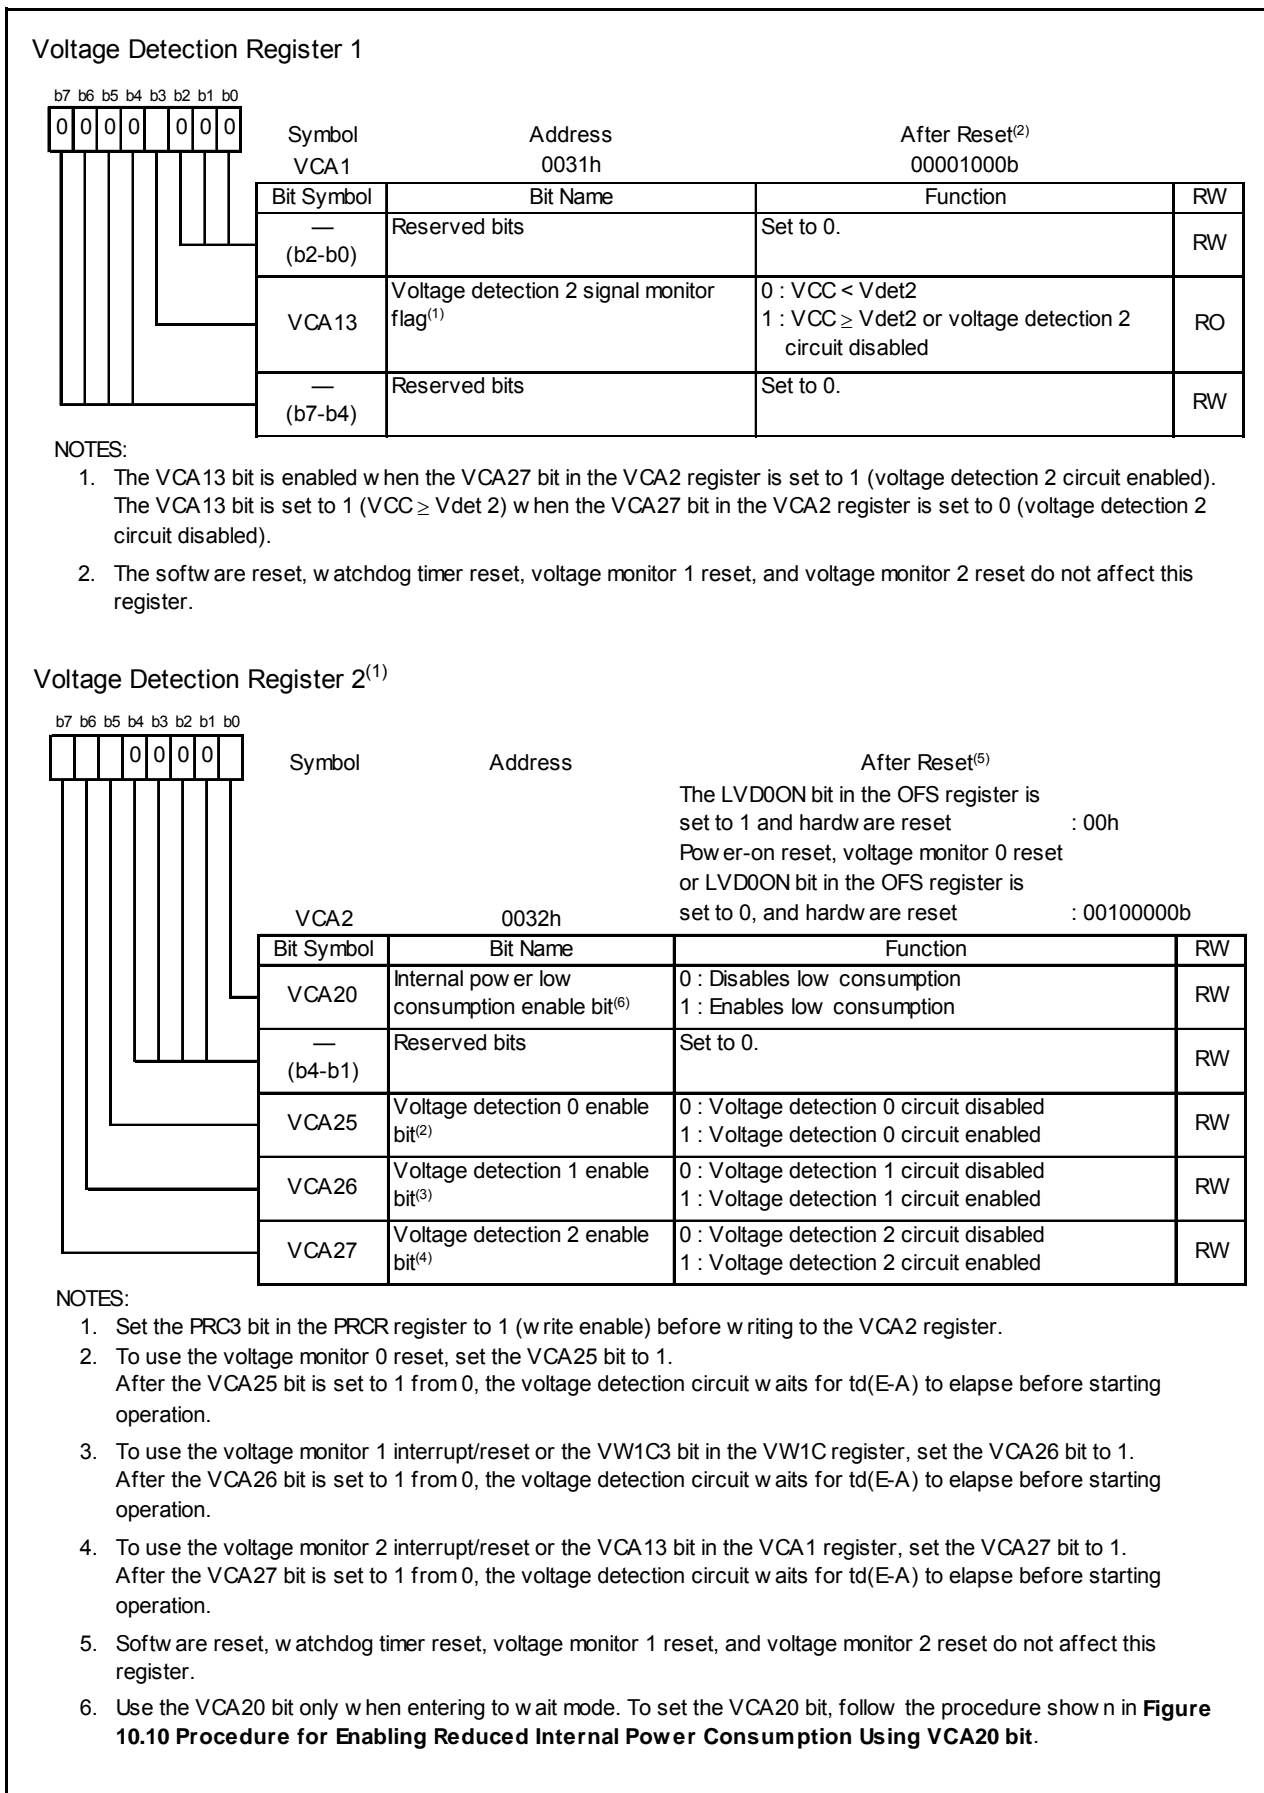 Voltage Detection Register 1
b7 b6 b5 b4 b3 b2 b1 b0
0 0 0 0 0 0 0
Symbol Address After Reset(2)
VCA1 0031h 00001000b
Bit Symbol Bit Name Function RW
— (b2-b0) Reserved bits Set to 0. RW
VCA13 Voltage detection 2 signal monitor flag(1) 0 : VCC < Vdet2
1 : VCC ≥ Vdet2 or voltage detection 2
circuit disabled RO
— (b7-b4) Reserved bits Set to 0. RW
NOTES:
1. The VCA13 bit is enabled when the VCA27 bit in the VCA2 register is set to 1 (voltage detection 2 circuit enabled).
The VCA13 bit is set to 1 (VCC ≥ Vdet 2) when the VCA27 bit in the VCA2 register is set to 0 (voltage detection 2
circuit disabled).
2. The software reset, watchdog timer reset, voltage monitor 1 reset, and voltage monitor 2 reset do not affect this
register.
Voltage Detection Register 2(1)
b7 b6 b5 b4 b3 b2 b1 b0
0 0 0 0
Symbol Address After Reset(5)
The LVD0ON bit in the OFS register is
set to 1 and hardware reset : 00h
Power-on reset, voltage monitor 0 reset
or LVD0ON bit in the OFS register is
VCA2 0032h set to 0, and hardware reset : 00100000b
Bit Symbol Bit Name Function RW
VCA20 Internal power low consumption enable bit(6) 0 : Disables low consumption
1 : Enables low consumption RW
— (b4-b1) Reserved bits Set to 0. RW
VCA25 Voltage detection 0 enable bit(2) 0 : Voltage detection 0 circuit disabled
1 : Voltage detection 0 circuit enabled RW
VCA26 Voltage detection 1 enable bit(3) 0 : Voltage detection 1 circuit disabled
1 : Voltage detection 1 circuit enabled RW
VCA27 Voltage detection 2 enable bit(4) 0 : Voltage detection 2 circuit disabled
1 : Voltage detection 2 circuit enabled RW
NOTES:
1. Set the PRC3 bit in the PRCR register to 1 (write enable) before writing to the VCA2 register.
2. To use the voltage monitor 0 reset, set the VCA25 bit to 1.
After the VCA25 bit is set to 1 from 0, the voltage detection circuit waits for td(E-A) to elapse before starting
operation.
3. To use the voltage monitor 1 interrupt/reset or the VW1C3 bit in the VW1C register, set the VCA26 bit to 1.
After the VCA26 bit is set to 1 from 0, the voltage detection circuit waits for td(E-A) to elapse before starting
operation.
4. To use the voltage monitor 2 interrupt/reset or the VCA13 bit in the VCA1 register, set the VCA27 bit to 1.
After the VCA27 bit is set to 1 from 0, the voltage detection circuit waits for td(E-A) to elapse before starting
operation.
5. Software reset, watchdog timer reset, voltage monitor 1 reset, and voltage monitor 2 reset do not affect this
register.
6. Use the VCA20 bit only when entering to wait mode. To set the VCA20 bit, follow the procedure shown in Figure
10.10 Procedure for Enabling Reduced Internal Power Consumption Using VCA20 bit.